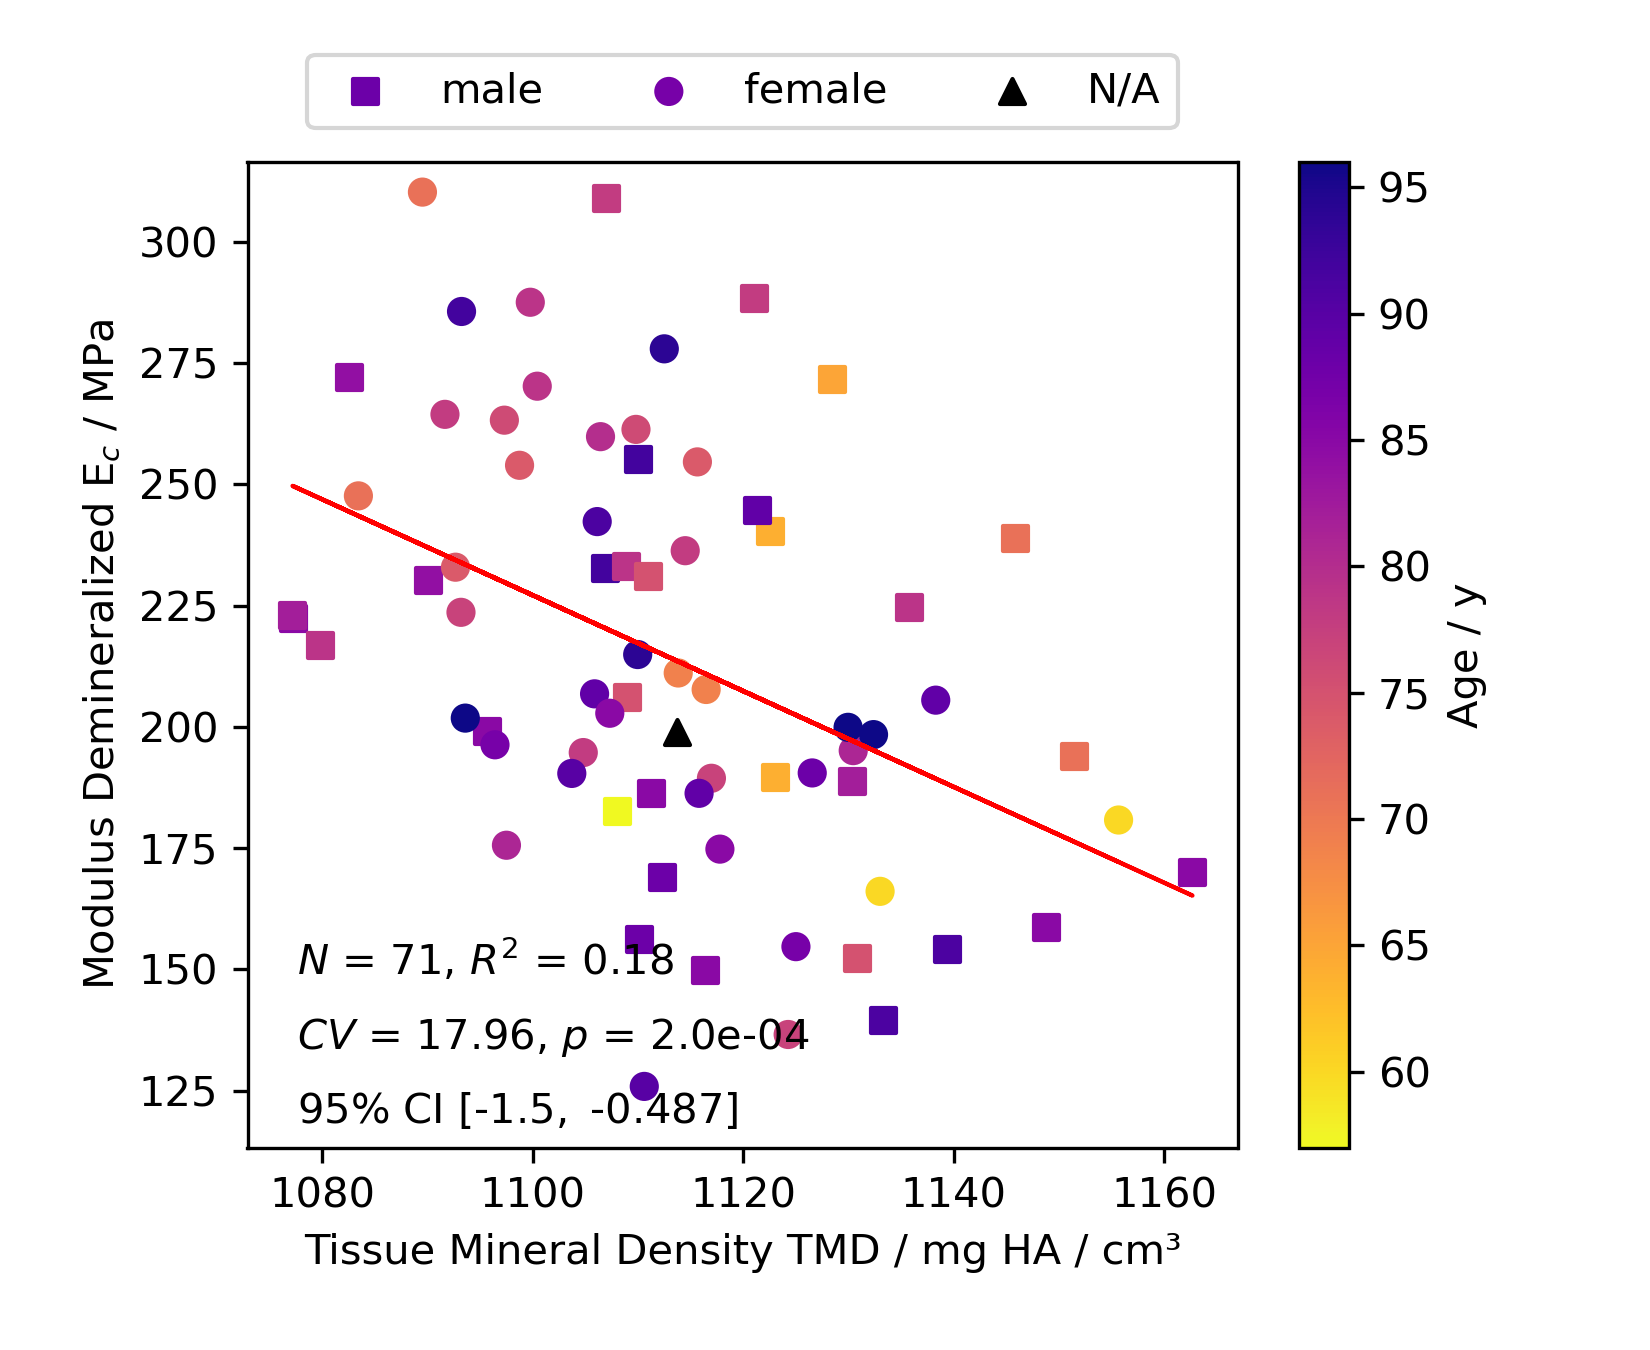 male female N/A
300
275
250
225
200
175
150
125
Modulus Demineralized E_c / MPa
N = 71, R² = 0.18
CV = 17.96, p = 2.0e-04
95% CI [-1.5, -0.487]
1080 1100 1120 1140 1160
Tissue Mineral Density TMD / mg HA / cm³
95
90
85
80
75
70
65
60
Age / y